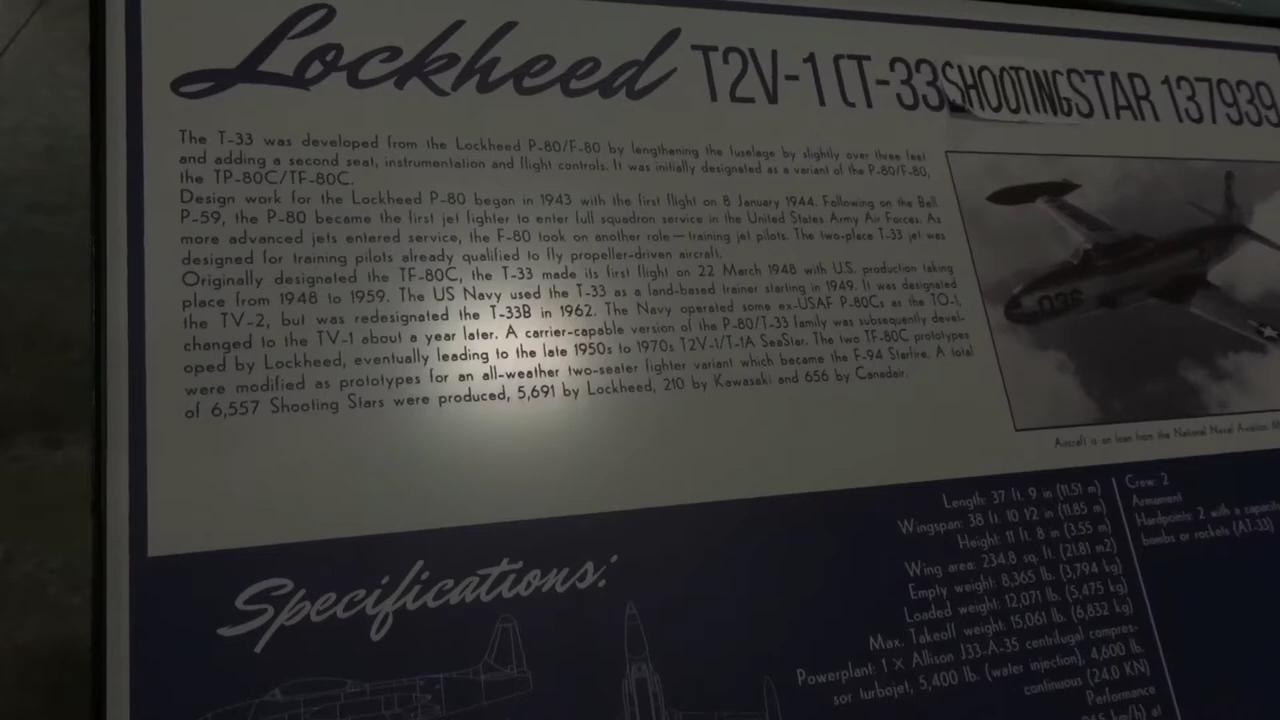 Lockheed T2V-1 (T-33 SHOOTING STAR 137939
The T-33 was developed from the Lockheed P-80/F-80 by lengthening the fuselage by slightly over three feet
and adding a second seat, instrumentation and flight controls. It was initially designated as a variant of the P-80/F-80,
the TP-80C/TF-80C.
Design work for the Lockheed P-80 began in 1943 with the first flight on 8 January 1944. Following on the Bell
P-59, the P-80 became the first jet fighter to enter full squadron service in the United States Army Air Forces. As
more advanced jets entered service, the F-80 took on another role — training jet pilots. The two-place T-33 jet was
designed for training pilots already qualified to fly propeller-driven aircraft.
Originally designated the TF-80C, the T-33 made its first flight on 22 March 1948 with U.S. production taking
place from 1948 to 1959. The US Navy used the T-33 as a land-based trainer starting in 1949. It was designated
the TV-2, but was redesignated the T-33B in 1962. The Navy operated some ex-USAF P-80Cs as the TO-1,
changed to the TV-1 about a year later. A carrier-capable version of the P-80/T-33 family was subsequently devel-
oped by Lockheed, eventually leading to the late 1950s to 1970s T2V-1/T-1A SeaStar. The two TF-80C prototypes
were modified as prototypes for an all-weather two-seater fighter variant which became the F-94 Starfire. A total
of 6,557 Shooting Stars were produced, 5,691 by Lockheed, 210 by Kawasaki and 656 by Canadair.
036
Aircraft is on loan from the National Naval Aviation
Specifications:
Length: 37 ft. 9 in (11.51 m)
Wingspan: 38 ft. 10 1/2 in (11.85 m)
Height: 11 ft. 8 in (3.55 m)
Wing area: 234.8 sq. ft. (21.81 m2)
Empty weight: 8,365 lb. (3,794 kg)
Loaded weight: 12,071 lb. (5,475 kg)
Max. Takeoff weight: 15,061 lb. (6,832 kg)
Powerplant: 1 × Allison J33-A-35 centrifugal compres-
sor turbojet, 5,400 lb. (water injection), 4,600 lb.
continuous (24.0 KN)
Performance
Crew: 2
Armament
Hardpoints: 2 with a
bombs or rockets (AT-33)